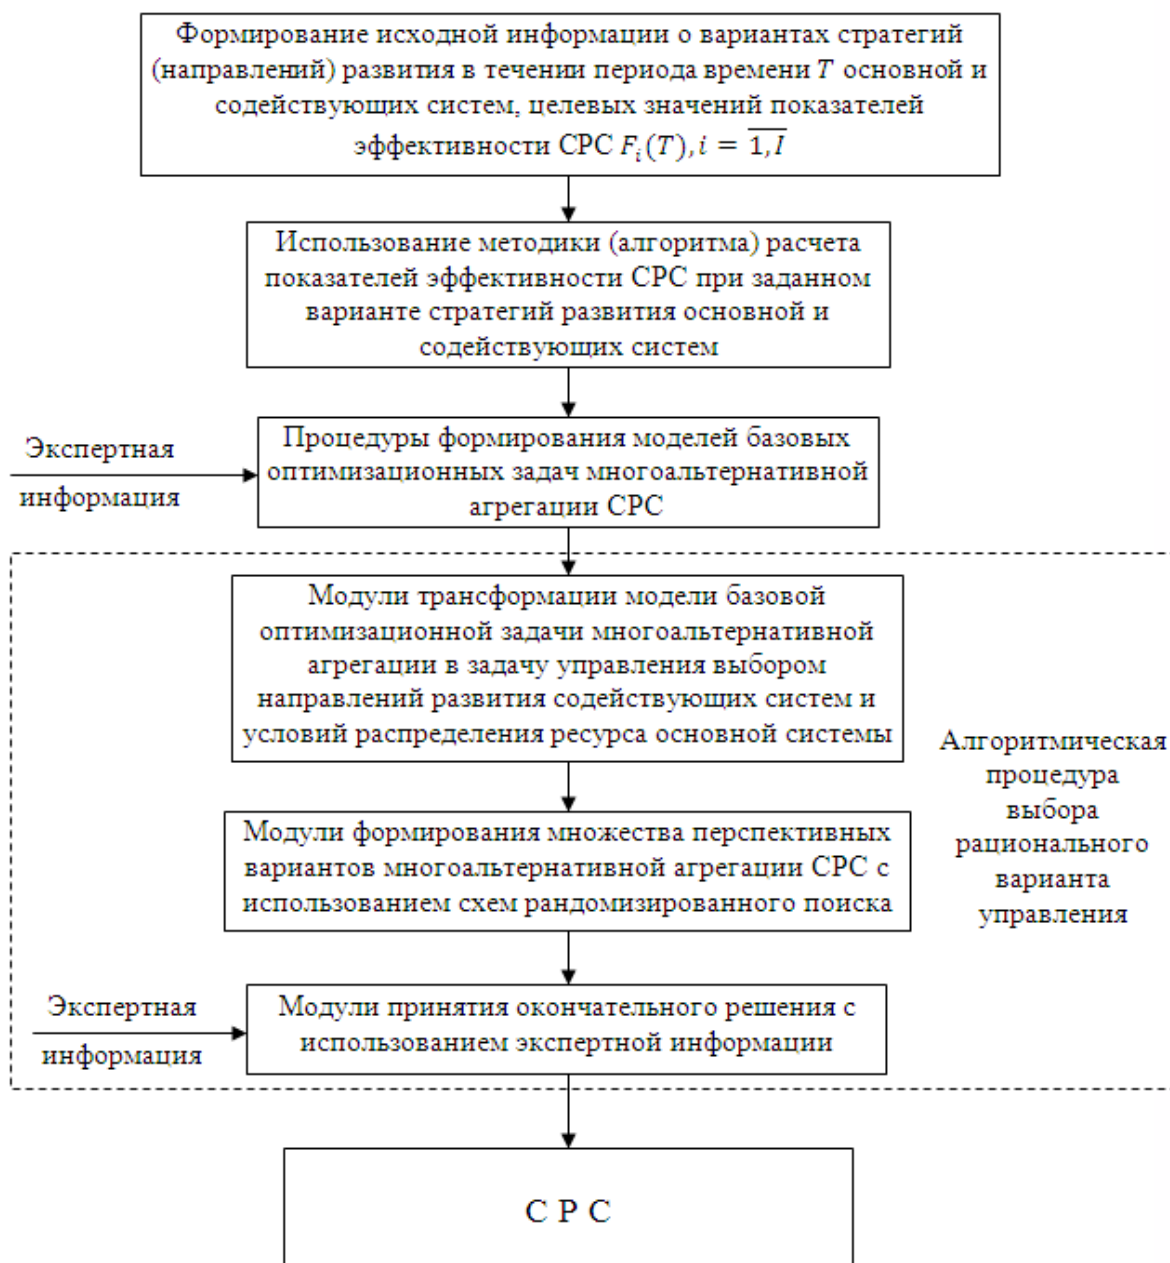 Формирование исходной информации о вариантах стратегий
(направлений) развития в течении периода времени T основной и
содействующих систем, целевых значений показателей
эффективности СРС F_i(T), i = \overline{1,I}
Использование методики (алгоритма) расчета
показателей эффективности СРС при заданном
варианте стратегий развития основной и
содействующих систем
Экспертная
информация
Процедуры формирования моделей базовых
оптимизационных задач многоальтернативной
агрегации СРС
Модули трансформации модели базовой
оптимизационной задачи многоальтернативной
агрегации в задачу управления выбором
направлений развития содействующих систем и
условий распределения ресурса основной системы
Алгоритмическая
процедура
выбора
рационального
варианта
управления
Модули формирования множества перспективных
вариантов многоальтернативной агрегации СРС с
использованием схем рандомизированного поиска
Экспертная
информация
Модули принятия окончательного решения с
использованием экспертной информации
С Р С